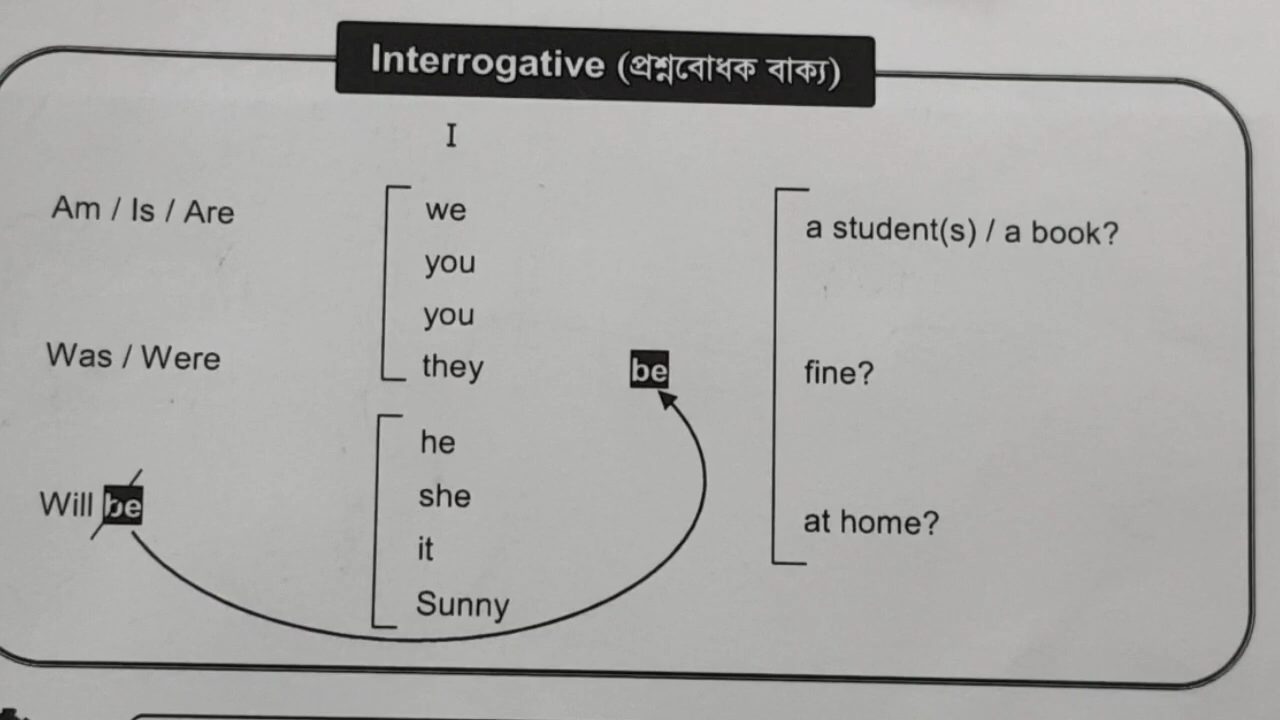 Interrogative (প্রশ্নবোধক বাক্য)
I
Am / Is / Are
we
you
you
they
Was / Were
be
he
she
it
Sunny
Will be
a student(s) / a book?
fine?
at home?